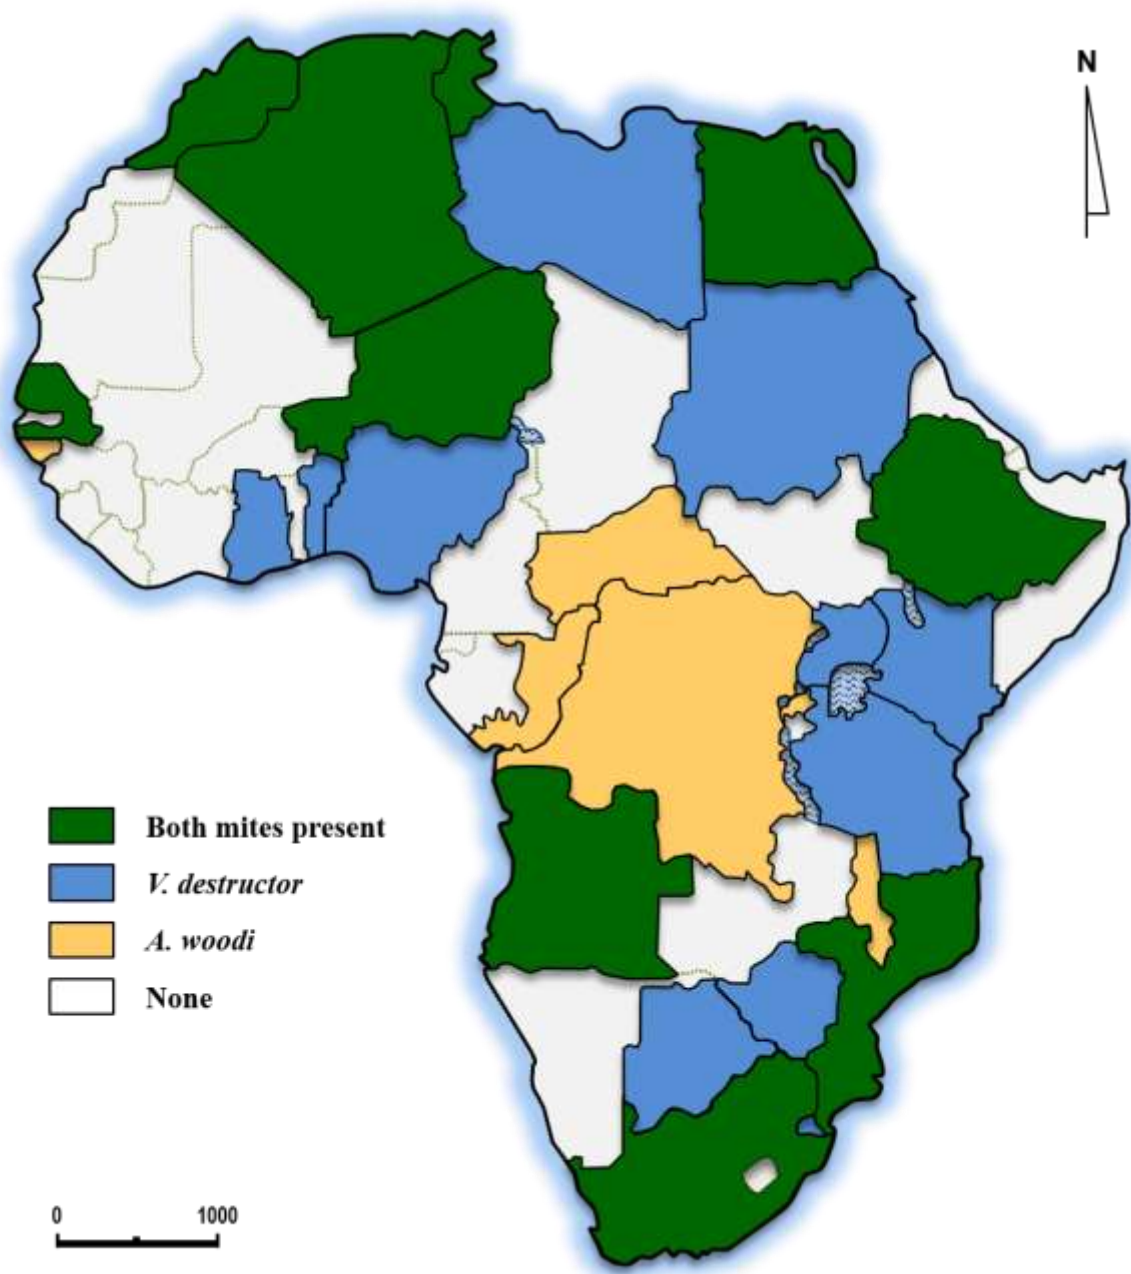 N
Both mites present
V. destructor
A. woodi
None
0 1000